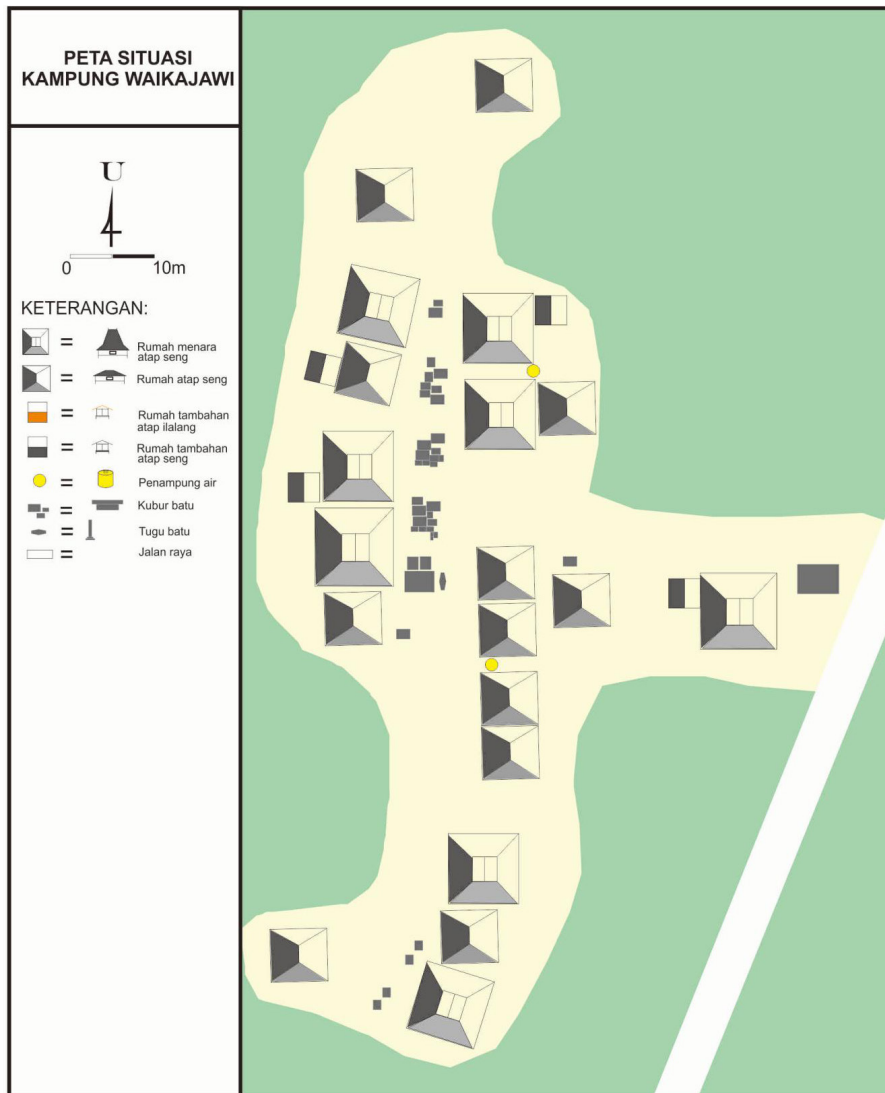 PETA SITUASI
KAMPUNG WAIKAJAWI
U
0 10m
KETERANGAN:
= Rumah menara
atap seng
= Rumah atap seng
= Rumah tambahan
atap ilalang
= Rumah tambahan
atap seng
= Penampung air
= Kubur batu
= Tugu batu
= Jalan raya